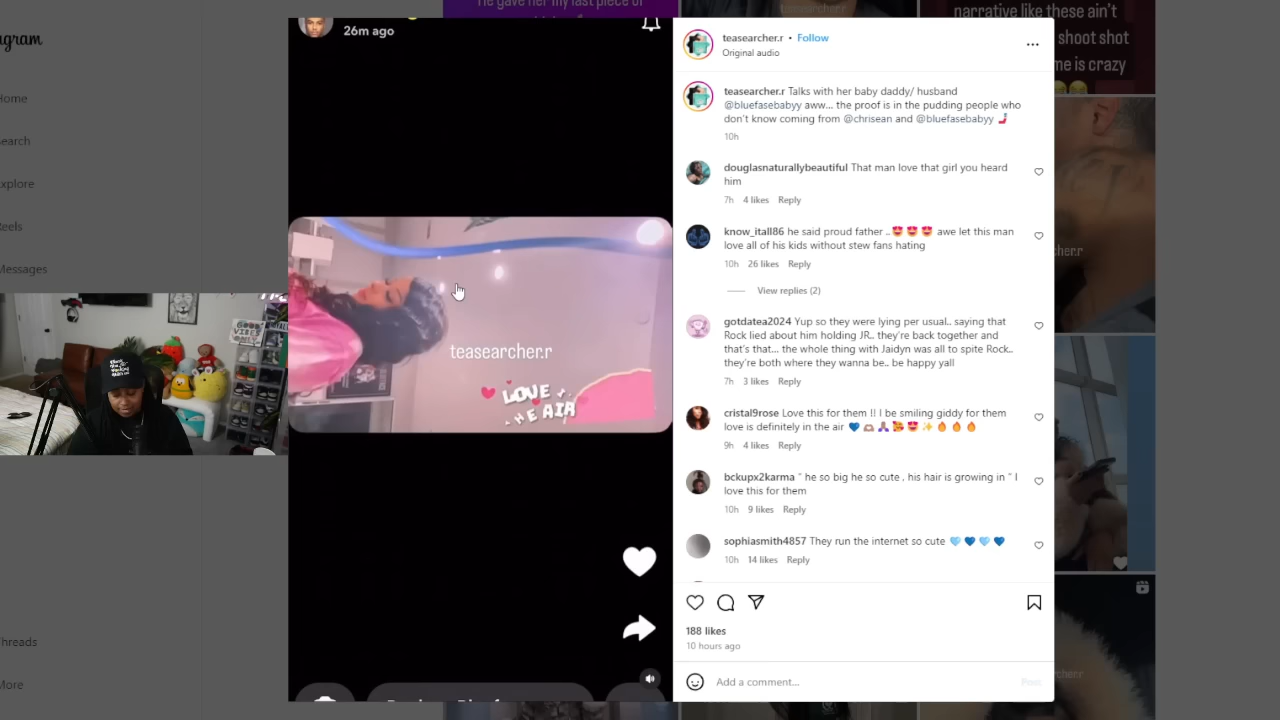 He gave her my last piece of
narrative like these ain't
shoot shot
me is crazy
gram
ome
earch
xplore
eels
Messages
hreads
More
26m ago
teasearcher.r
LOVE
THE AIR
GOOD
VIBES
teasearcher.r • Follow
Original audio
teasearcher.r Talks with her baby daddy/ husband
@bluefasebabyy aww... the proof is in the pudding people who
don't know coming from @chrisean and @bluefasebabyy 💅🏽
10h
douglasnaturallybeautiful That man love that girl you heard
him
7h 4 likes Reply
know_itall86 he said proud father ..😍😍😍 awe let this man
love all of his kids without stew fans hating
10h 26 likes Reply
View replies (2)
gotdatea2024 Yup so they were lying per usual.. saying that
Rock lied about him holding JR.. they're back together and
that's that... the whole thing with Jaidyn was all to spite Rock..
they're both where they wanna be.. be happy yall
7h 3 likes Reply
cristal9rose Love this for them !! I be smiling giddy for them
love is definitely in the air 💙🫶🏽🙏🏽🥰😍✨🔥🔥🔥
9h 4 likes Reply
bckupx2karma " he so big he so cute , his hair is growing in " I
love this for them
10h 9 likes Reply
sophiasmith4857 They run the internet so cute 🩵💙🩵💙
10h 14 likes Reply
188 likes
10 hours ago
Add a comment...
Post